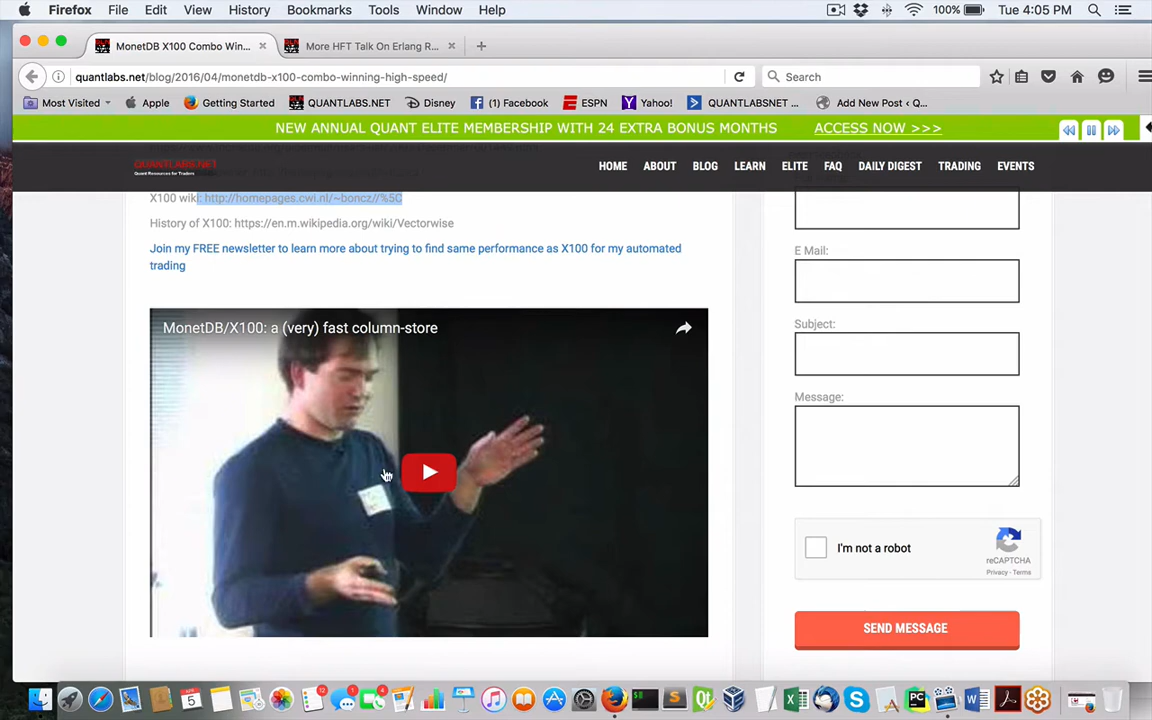 Firefox File Edit View History Bookmarks Tools Window Help 100% Tue 4:05 PM
MonetDB X100 Combo Win... More HFT Talk On Erlang R...
quantlabs.net/blog/2016/04/monetdb-x100-combo-winning-high-speed/ Search
Most Visited Apple Getting Started QUANTLABS.NET Disney (1) Facebook ESPN Yahoo! QUANTLABSNET ... Add New Post ‹ Q...
NEW ANNUAL QUANT ELITE MEMBERSHIP WITH 24 EXTRA BONUS MONTHS ACCESS NOW >>>
QUANTLABS.NET
Quant Resources for Traders
HOME ABOUT BLOG LEARN ELITE FAQ DAILY DIGEST TRADING EVENTS
X100 wiki: http://homepages.cwi.nl/~boncz//%5C
History of X100: https://en.m.wikipedia.org/wiki/Vectorwise
Join my FREE newsletter to learn more about trying to find same performance as X100 for my automated
trading
MonetDB/X100: a (very) fast column-store
E Mail:
Subject:
Message:
I'm not a robot
reCAPTCHA
Privacy - Terms
SEND MESSAGE